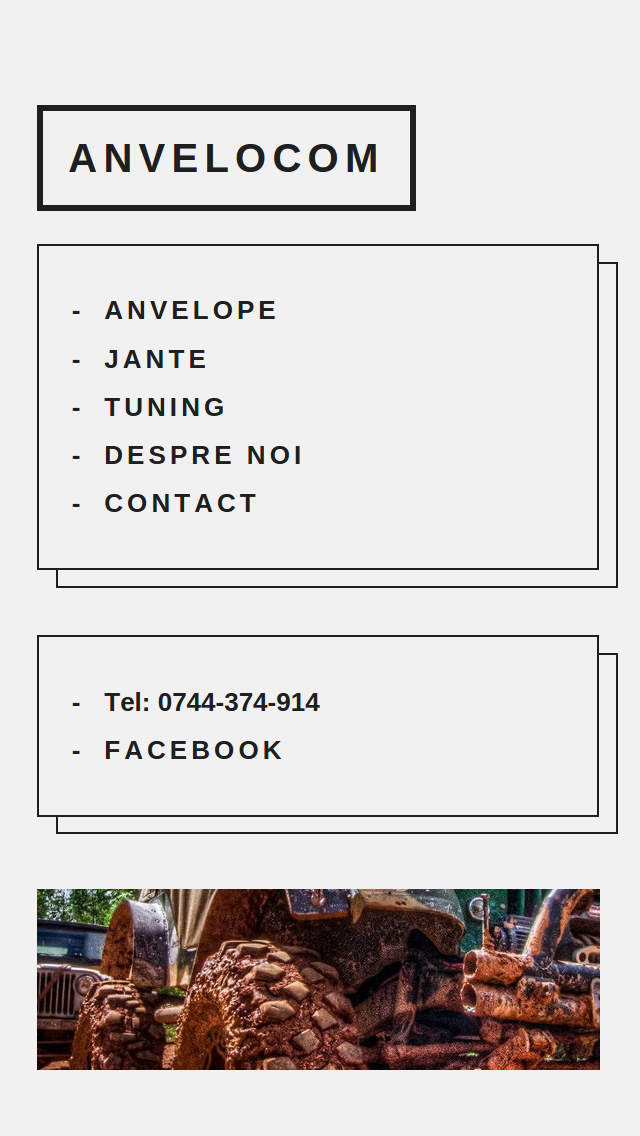 ANVELOCOM
- ANVELOPE
- JANTE
- TUNING
- DESPRE NOI
- CONTACT
- Tel: 0744-374-914
- FACEBOOK